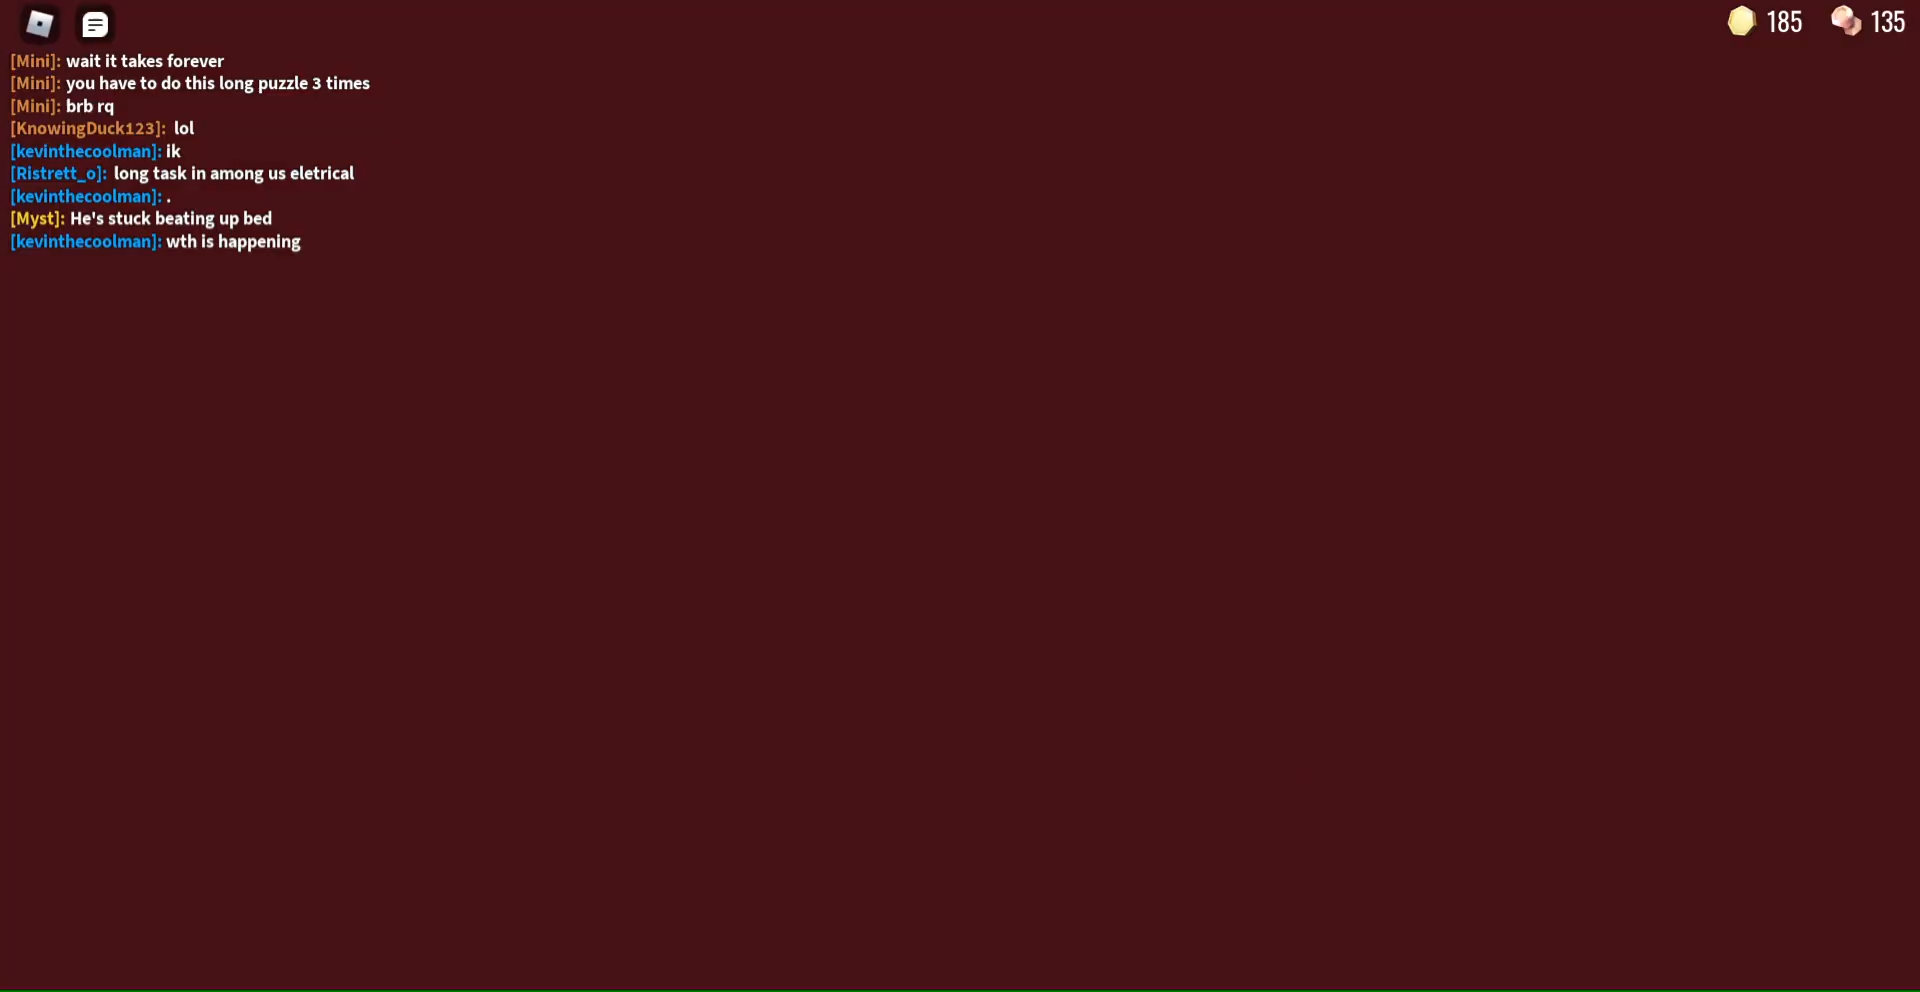 185 135
[Mini]: wait it takes forever
[Mini]: you have to do this long puzzle 3 times
[Mini]: brb rq
[KnowingDuck123]: lol
[kevinthecoolman]: ik
[Ristrett_o]: long task in among us eletrical
[kevinthecoolman]: .
[Myst]: He's stuck beating up bed
[kevinthecoolman]: wth is happening